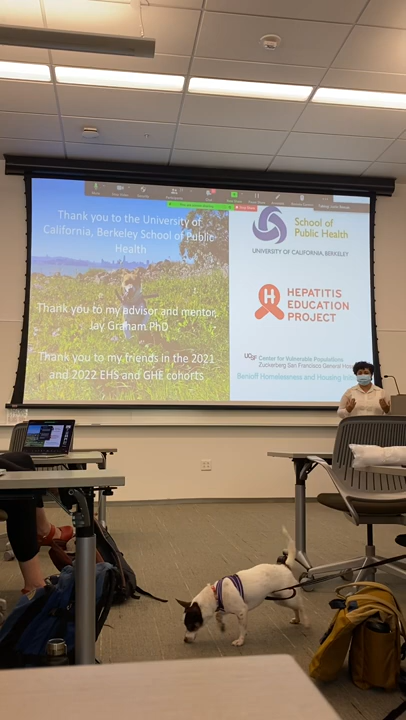 Thank you to the University of
California, Berkeley School of Public
Health
Thank you to my advisor and mentor,
Jay Graham PhD
Thank you to my friends in the 2021
and 2022 EHS and GHE cohorts
School of
Public Health
UNIVERSITY OF CALIFORNIA, BERKELEY
H
HEPATITIS
EDUCATION
PROJECT
UCSF Center for Vulnerable Populations
Zuckerberg San Francisco General
Benioff Homelessness and Housing